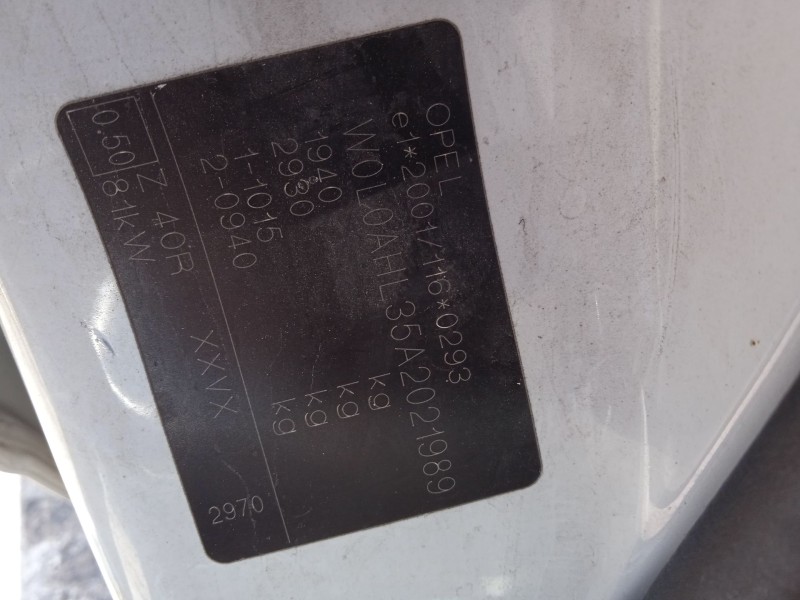 OPEL
e1*2001/116*0293
W0L0AHL35A2021989
1940 kg
2930 kg
1-1015 kg
2-0940 kg
Z 40R XXVX
0.50 81kW 2970